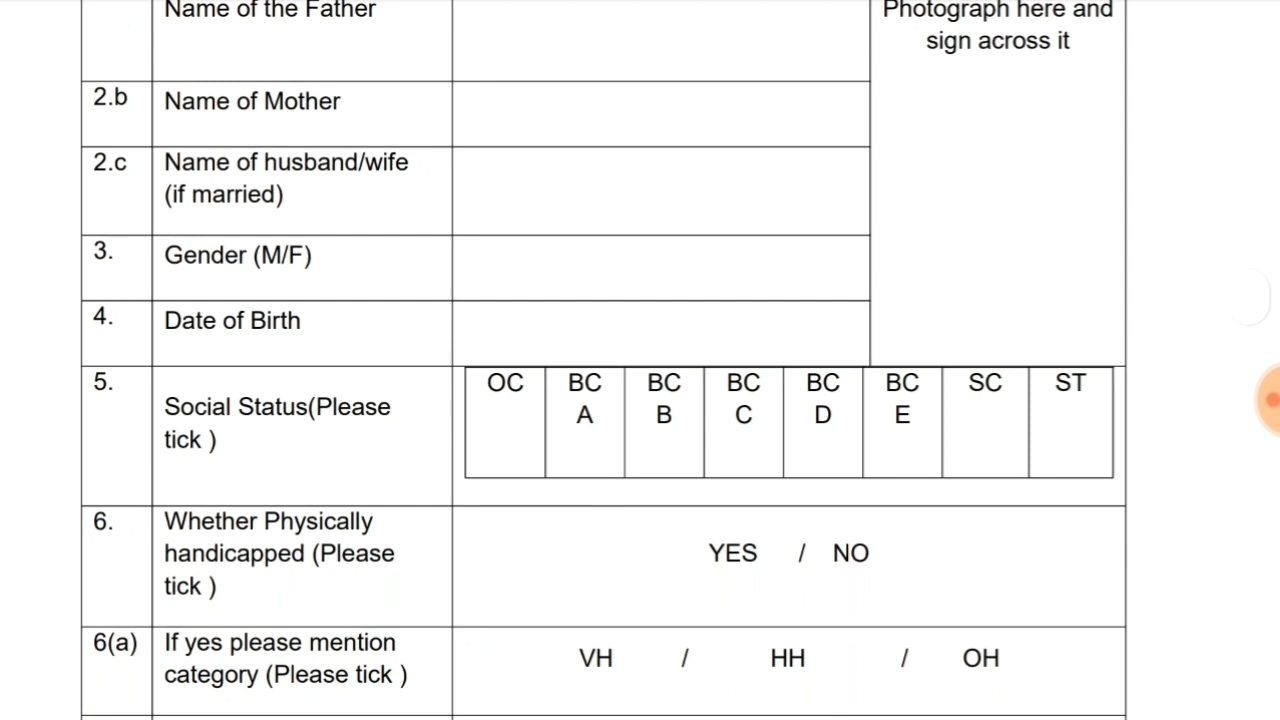 Name of the Father
Photograph here and
sign across it
2.b
Name of Mother
2.c
Name of husband/wife
(if married)
3.
Gender (M/F)
4.
Date of Birth
5.
Social Status(Please
tick )
OC
BC
A
BC
B
BC
C
BC
D
BC
E
SC
ST
6.
Whether Physically
handicapped (Please
tick )
YES / NO
6(a)
If yes please mention
category (Please tick )
VH / HH / OH